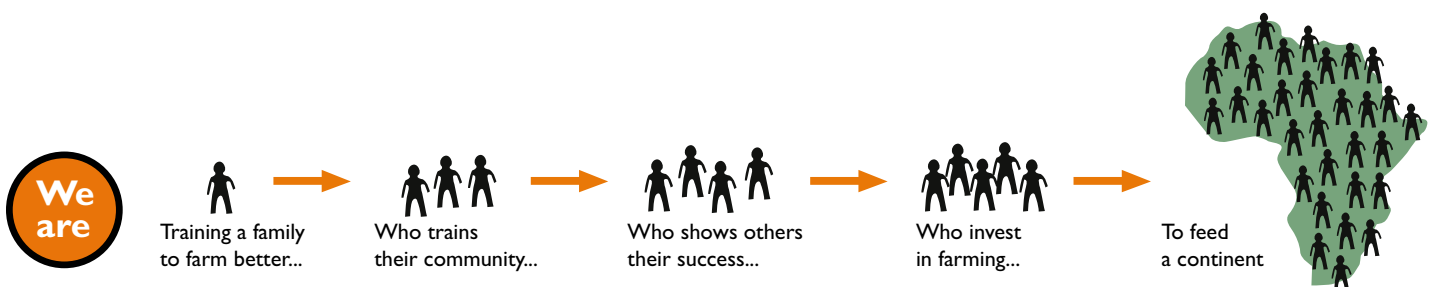 We
are
Training a family
to farm better...
Who trains
their community...
Who shows others
their success...
Who invest
in farming...
To feed
a continent